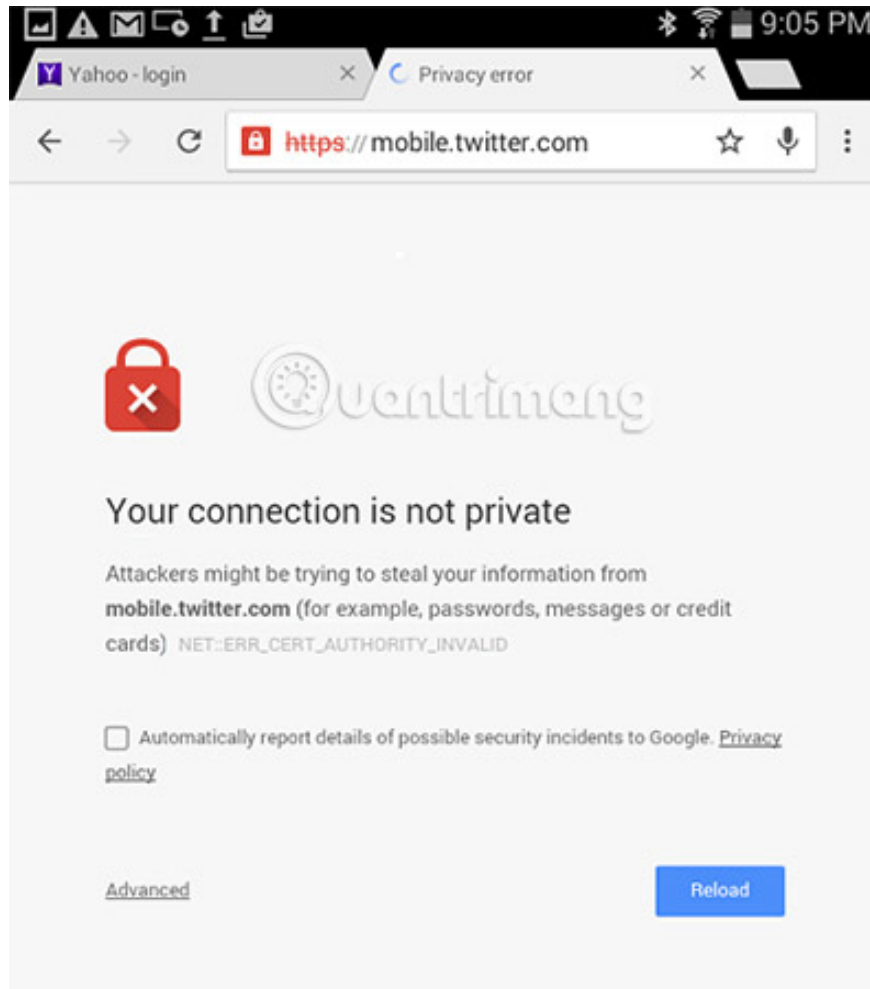 9:05 PM
Yahoo - login
Privacy error
https://mobile.twitter.com
Quantrimang
Your connection is not private
Attackers might be trying to steal your information from
mobile.twitter.com (for example, passwords, messages or credit
cards) NET::ERR_CERT_AUTHORITY_INVALID
Automatically report details of possible security incidents to Google. Privacy
policy
Advanced
Reload